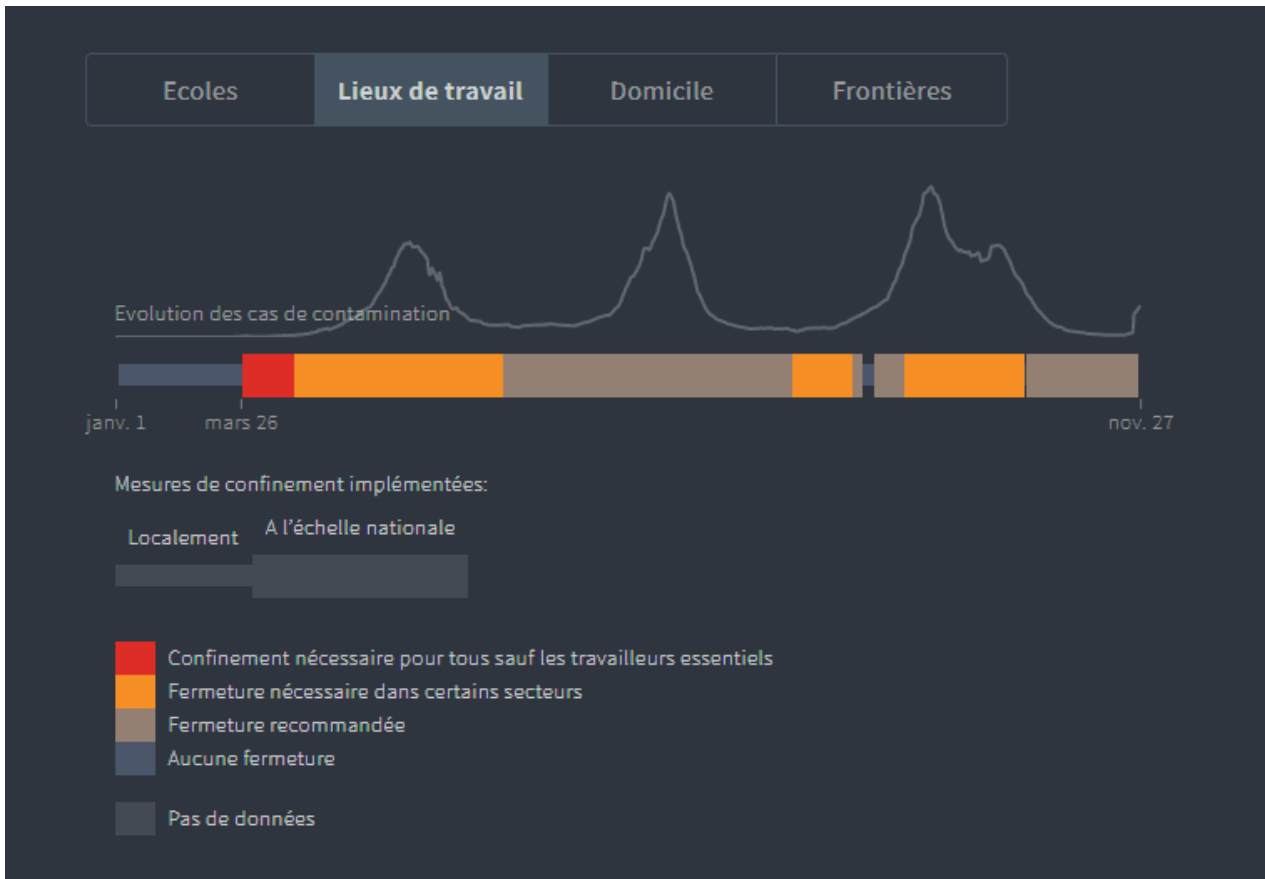 Ecoles Lieux de travail Domicile Frontières
Evolution des cas de contamination
janv. 1 mars 26 nov. 27
Mesures de confinement implémentées:
Localement A l'échelle nationale
Confinement nécessaire pour tous sauf les travailleurs essentiels
Fermeture nécessaire dans certains secteurs
Fermeture recommandée
Aucune fermeture
Pas de données